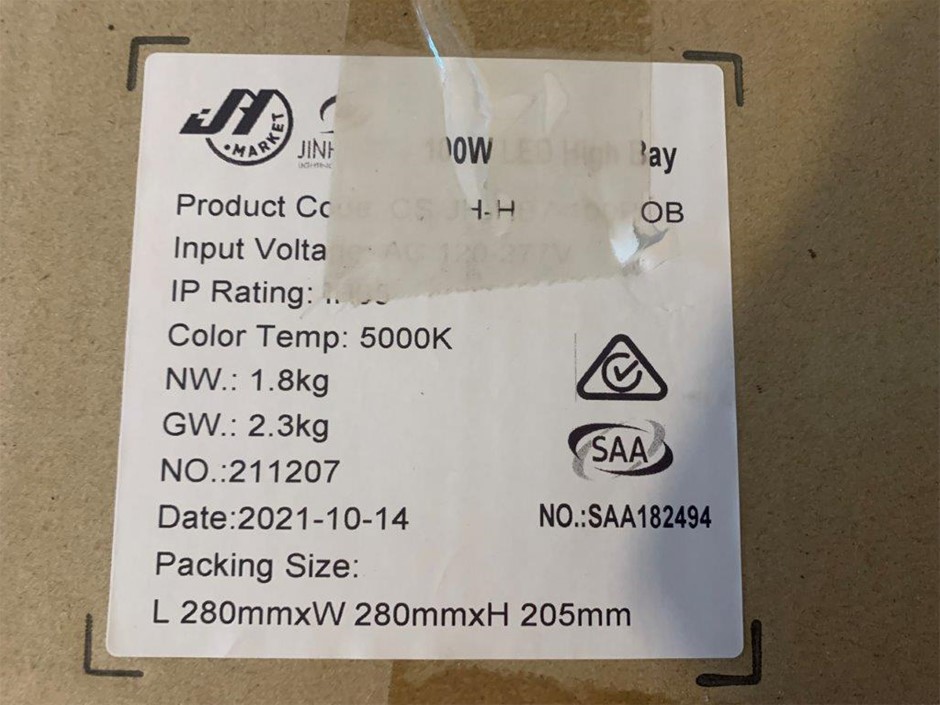 JH
MARKET
100W LED High Bay
Product Code:
Input Voltage: AC 120-277V
IP Rating:
Color Temp: 5000K
NW.: 1.8kg
GW.: 2.3kg
SAA
NO.:211207
Date:2021-10-14
NO.:SAA182494
Packing Size:
L 280mmxW 280mmxH 205mm